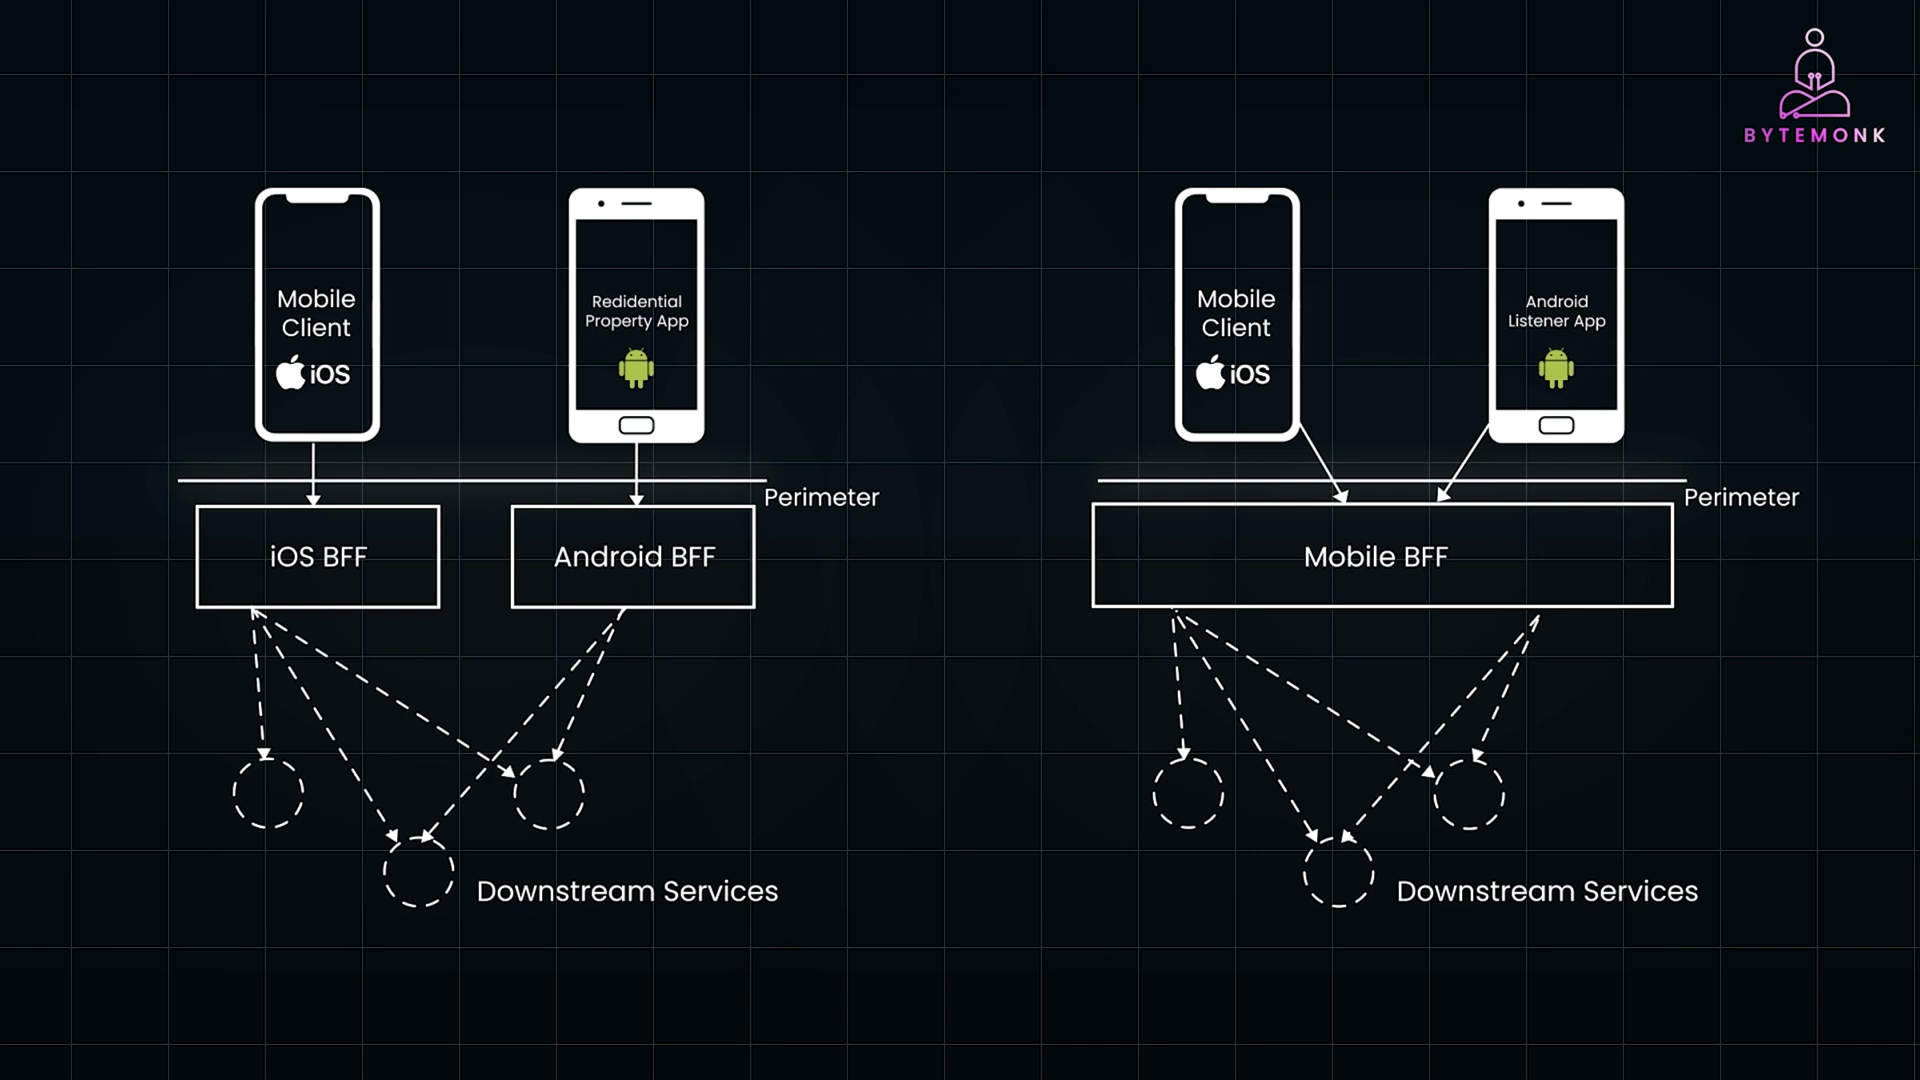 BYTEMONK
Mobile
Client
iOS
Redidential
Property App
Perimeter
iOS BFF
Android BFF
Downstream Services
Mobile
Client
iOS
Android
Listener App
Perimeter
Mobile BFF
Downstream Services